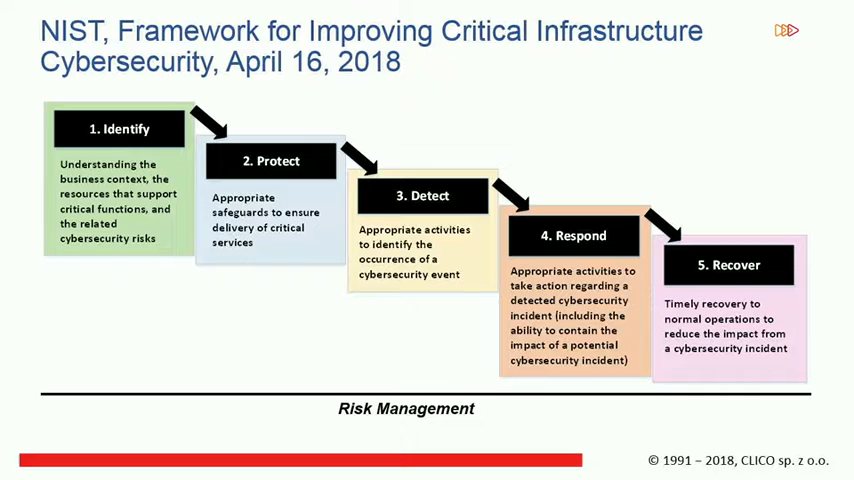 NIST, Framework for Improving Critical Infrastructure
Cybersecurity, April 16, 2018
1. Identify
Understanding the
business context, the
resources that support
critical functions, and
the related
cybersecurity risks
2. Protect
Appropriate
safeguards to ensure
delivery of critical
services
3. Detect
Appropriate activities
to identify the
occurrence of a
cybersecurity event
4. Respond
Appropriate activities to
take action regarding a
detected cybersecurity
incident (including the
ability to contain the
impact of a potential
cybersecurity incident)
5. Recover
Timely recovery to
normal operations to
reduce the impact from
a cybersecurity incident
Risk Management
© 1991 – 2018, CLICO sp. z o.o.